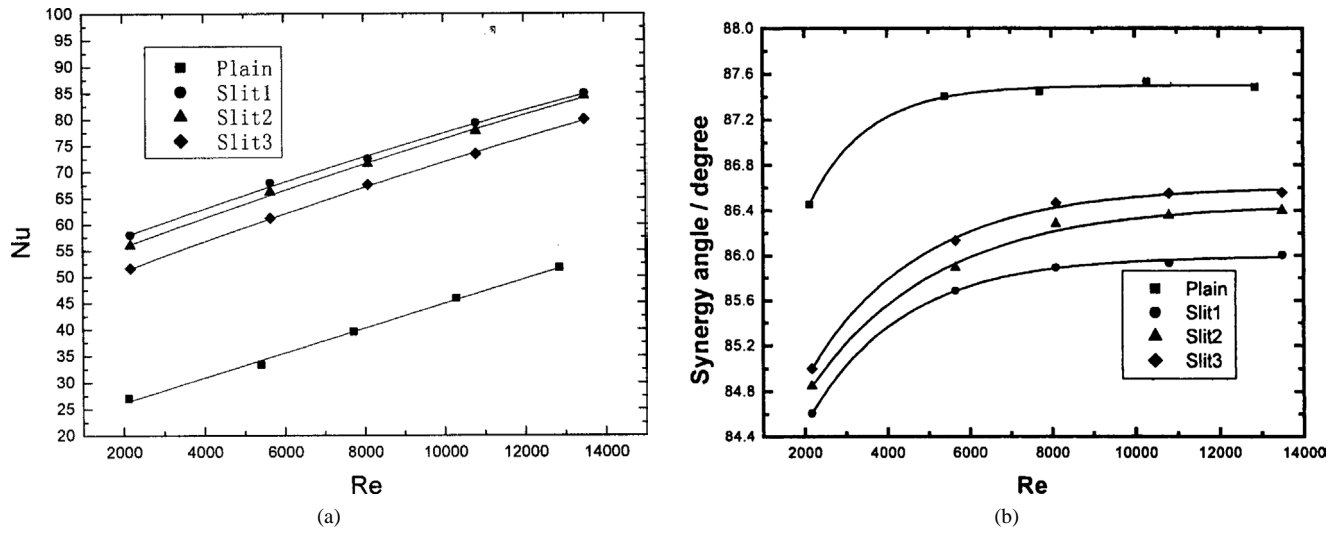 100
95
90
85
80
75
70
65
60
55
50
45
40
35
30
25
20
Nu
Plain
Slit1
Slit2
Slit3
2000 4000 6000 8000 10000 12000 14000
Re
(a)
88.0
87.6
87.2
86.8
86.4
86.0
85.6
85.2
84.8
84.4
Synergy angle / degree
Plain
Slit1
Slit2
Slit3
2000 4000 6000 8000 10000 12000 14000
Re
(b)